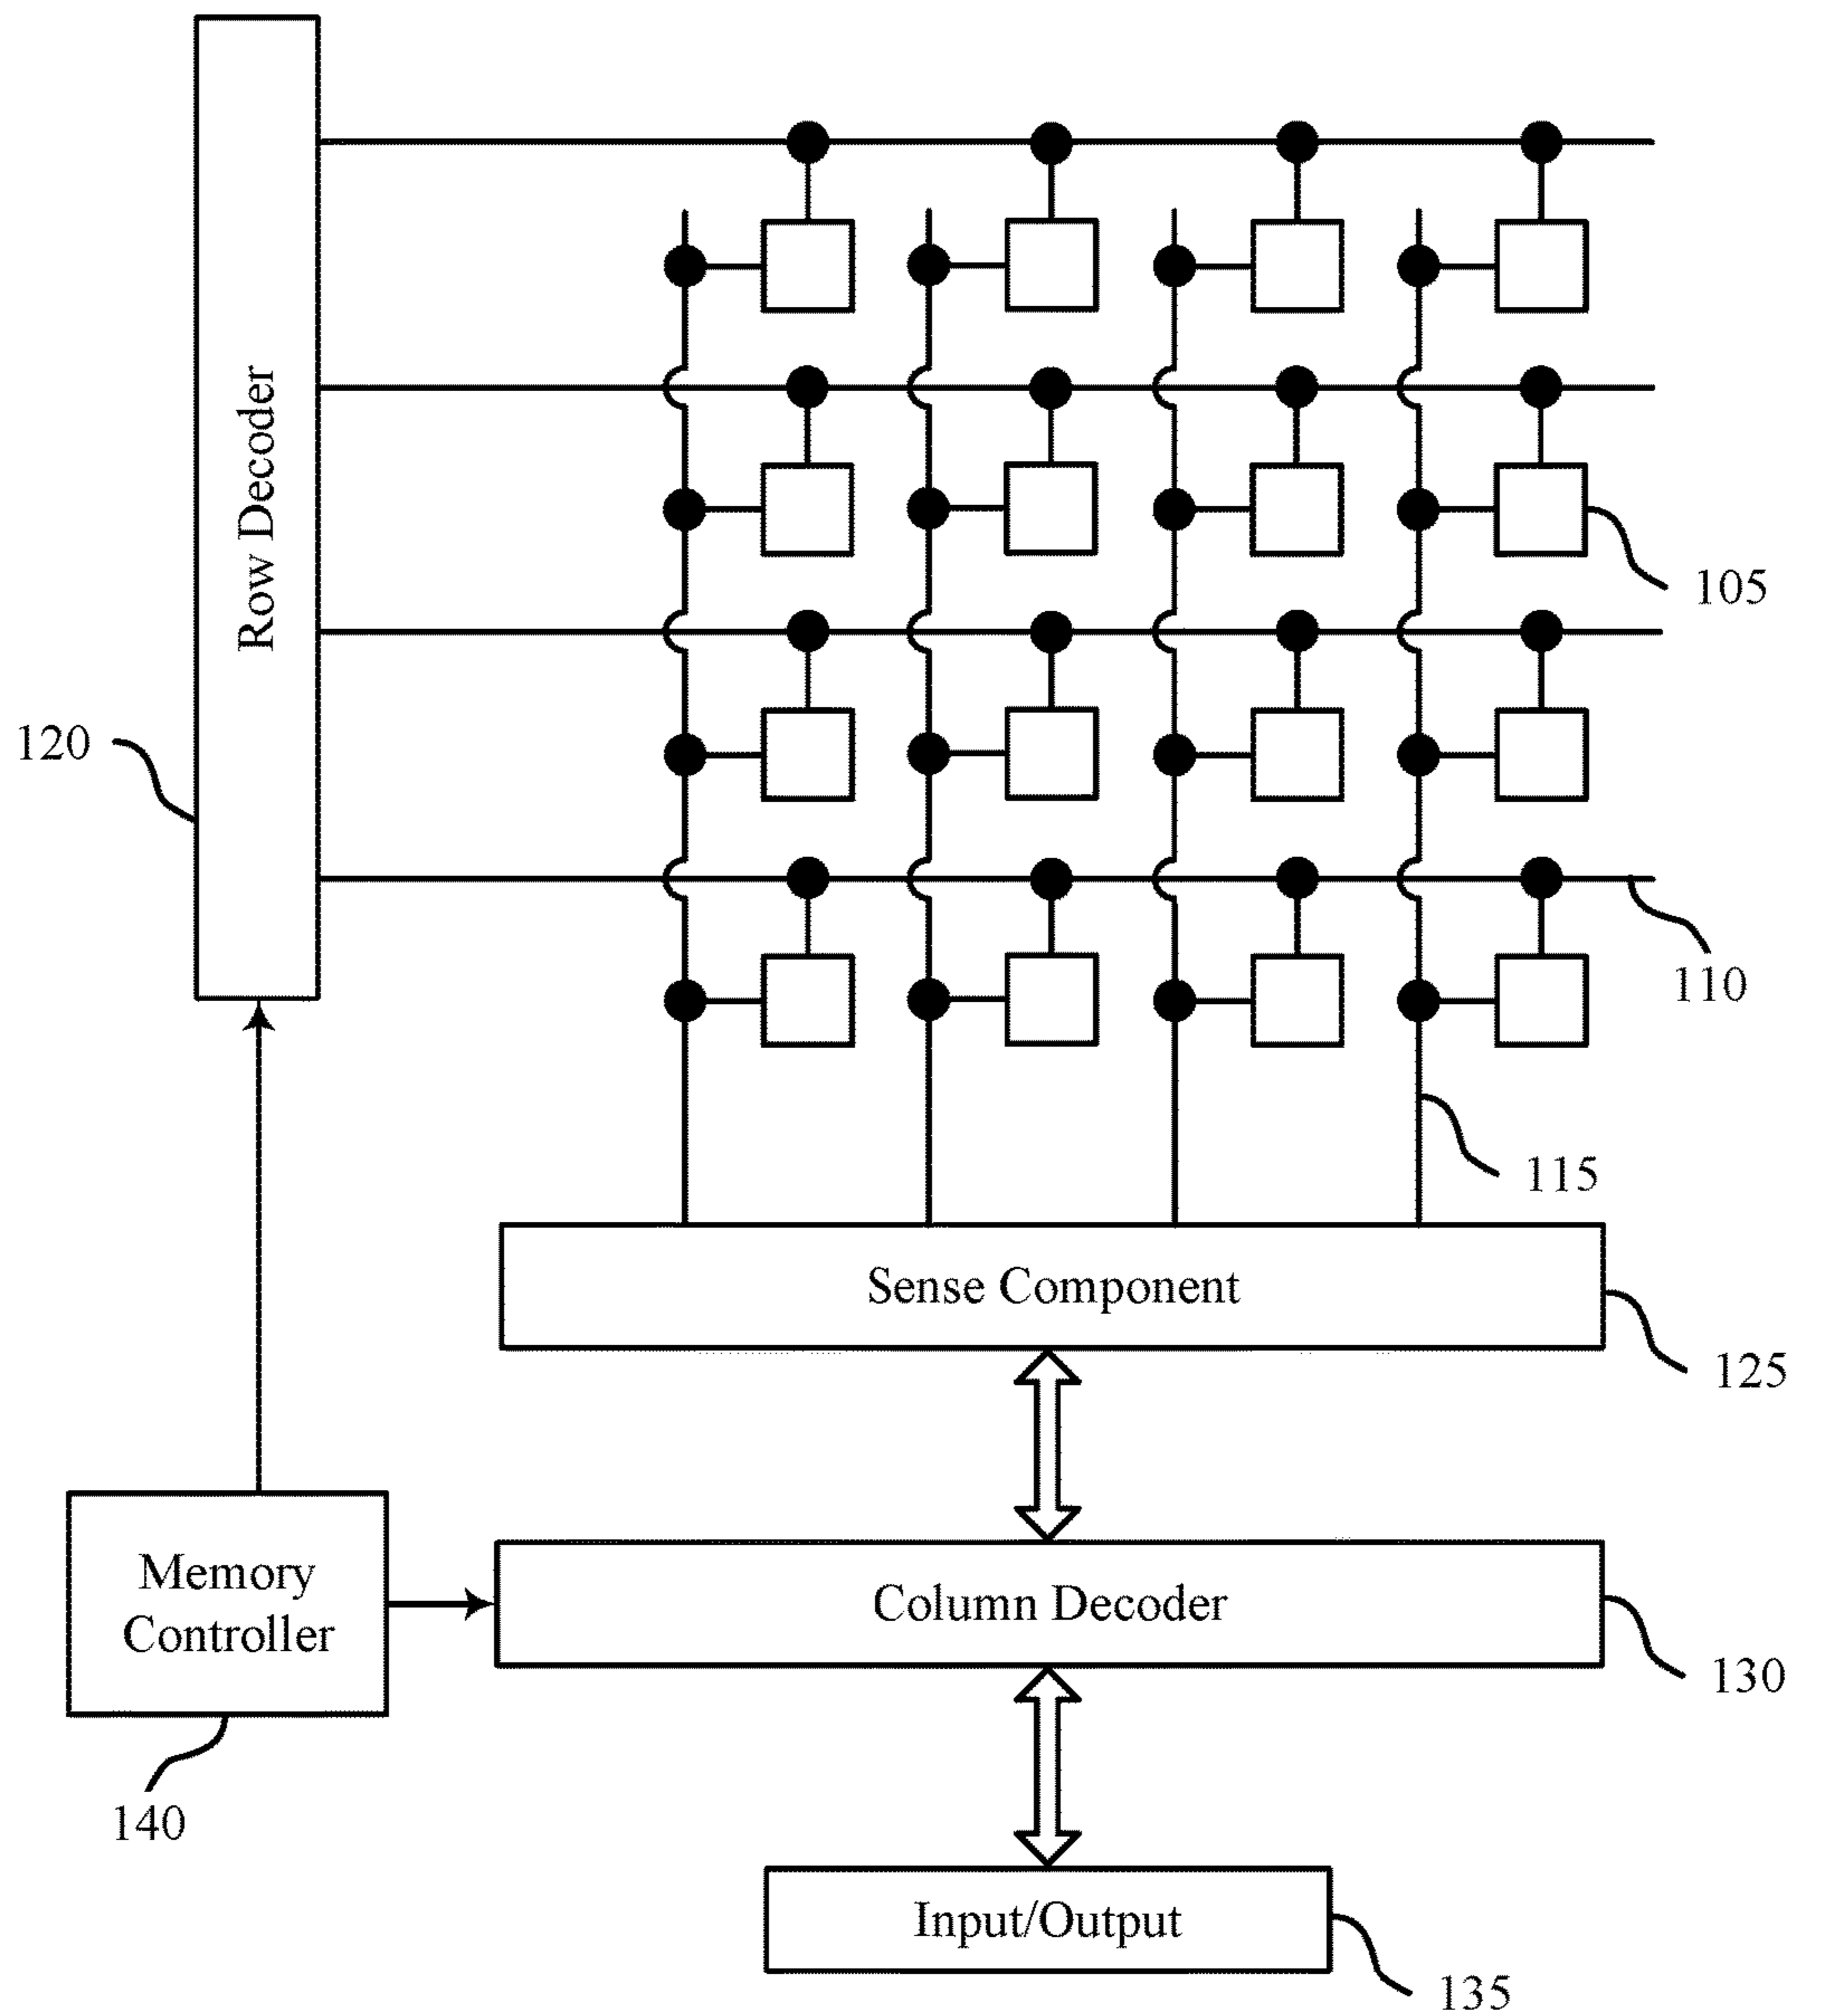 Row Decoder
105
120
110
115
Sense Component
125
Memory
Controller
Column Decoder
130
140
Input/Output
135